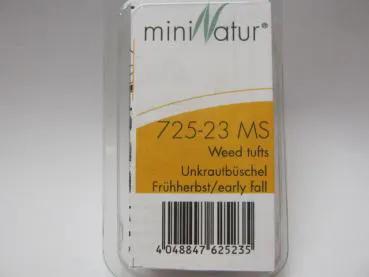 miniNatur®
725-23 MS
Weed tufts
Unkrautbüschel
Frühherbst/early fall
4 048847 625235